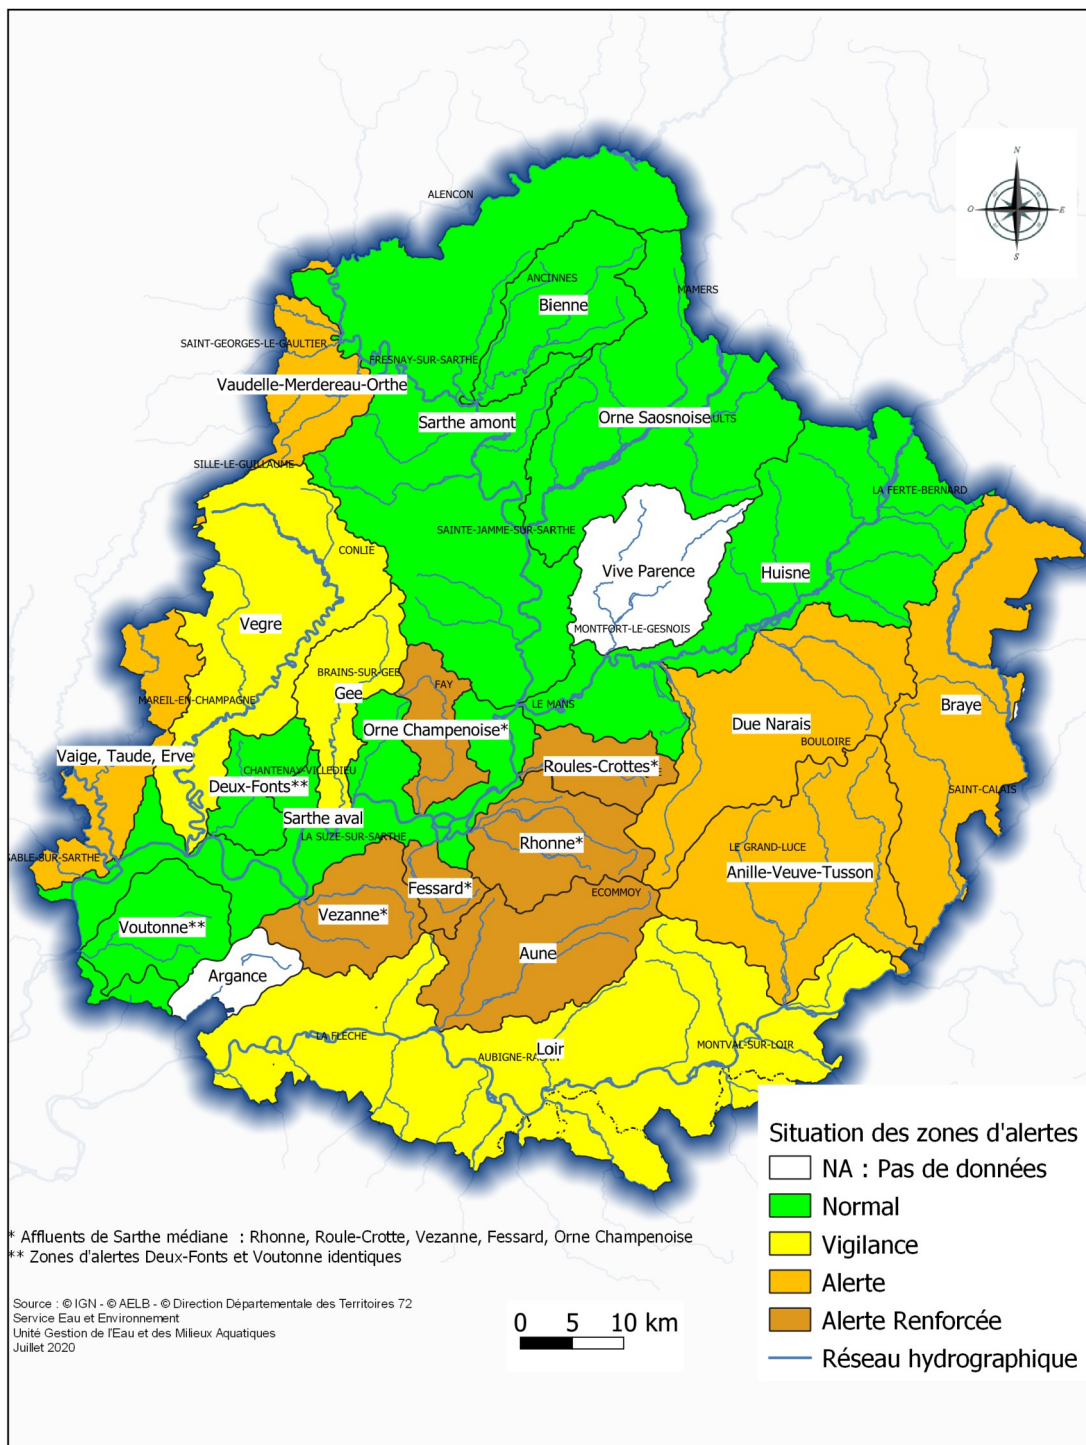 N
O
E
S
ALENCON
ANCINNES
Bienne
MAMERS
SAINT-GEORGES-LE-GAULTIER
FRESNAY-SUR-SARTHE
Vaudelle-Merdereau-Orthe
Sarthe amont
Orne Saosnoise
ULTS
SILLE-LE-GUILLAUME
LA FERTE-BERNARD
SAINTE-JAMME-SUR-SARTHE
CONLIE
Vive Parence
Huisne
Vegre
MONTFORT-LE-GESNOIS
BRAINS-SUR-GEE
FAY
Gee
MAREIL-EN-CHAMPAGNE
LE MANS
Braye
Orne Champenoise*
Due Narais
BOULOIRE
Vaige, Taude, Erve
CHANTENAY-VILLEDIEU
Roules-Crottes*
Deux-Fonts**
SAINT-CALAIS
Sarthe aval
LA SUZE-SUR-SARTHE
Rhonne*
LE GRAND-LUCE
SABLE-SUR-SARTHE
Anille-Veuve-Tusson
Fessard*
ECOMMOY
Vezanne*
Voutonne**
Aune
Argance
LA FLECHE
Loir
MONTVAL-SUR-LOIR
Situation des zones d'alertes
NA : Pas de données
Normal
Vigilance
Alerte
Alerte Renforcée
Réseau hydrographique
* Affluents de Sarthe médiane : Rhonne, Roule-Crotte, Vezanne, Fessard, Orne Champenoise
** Zones d'alertes Deux-Fonts et Voutonne identiques
Source : © IGN - © AELB - © Direction Départementale des Territoires 72
Service Eau et Environnement
Unité Gestion de l'Eau et des Milieux Aquatiques
Juillet 2020
0 5 10 km